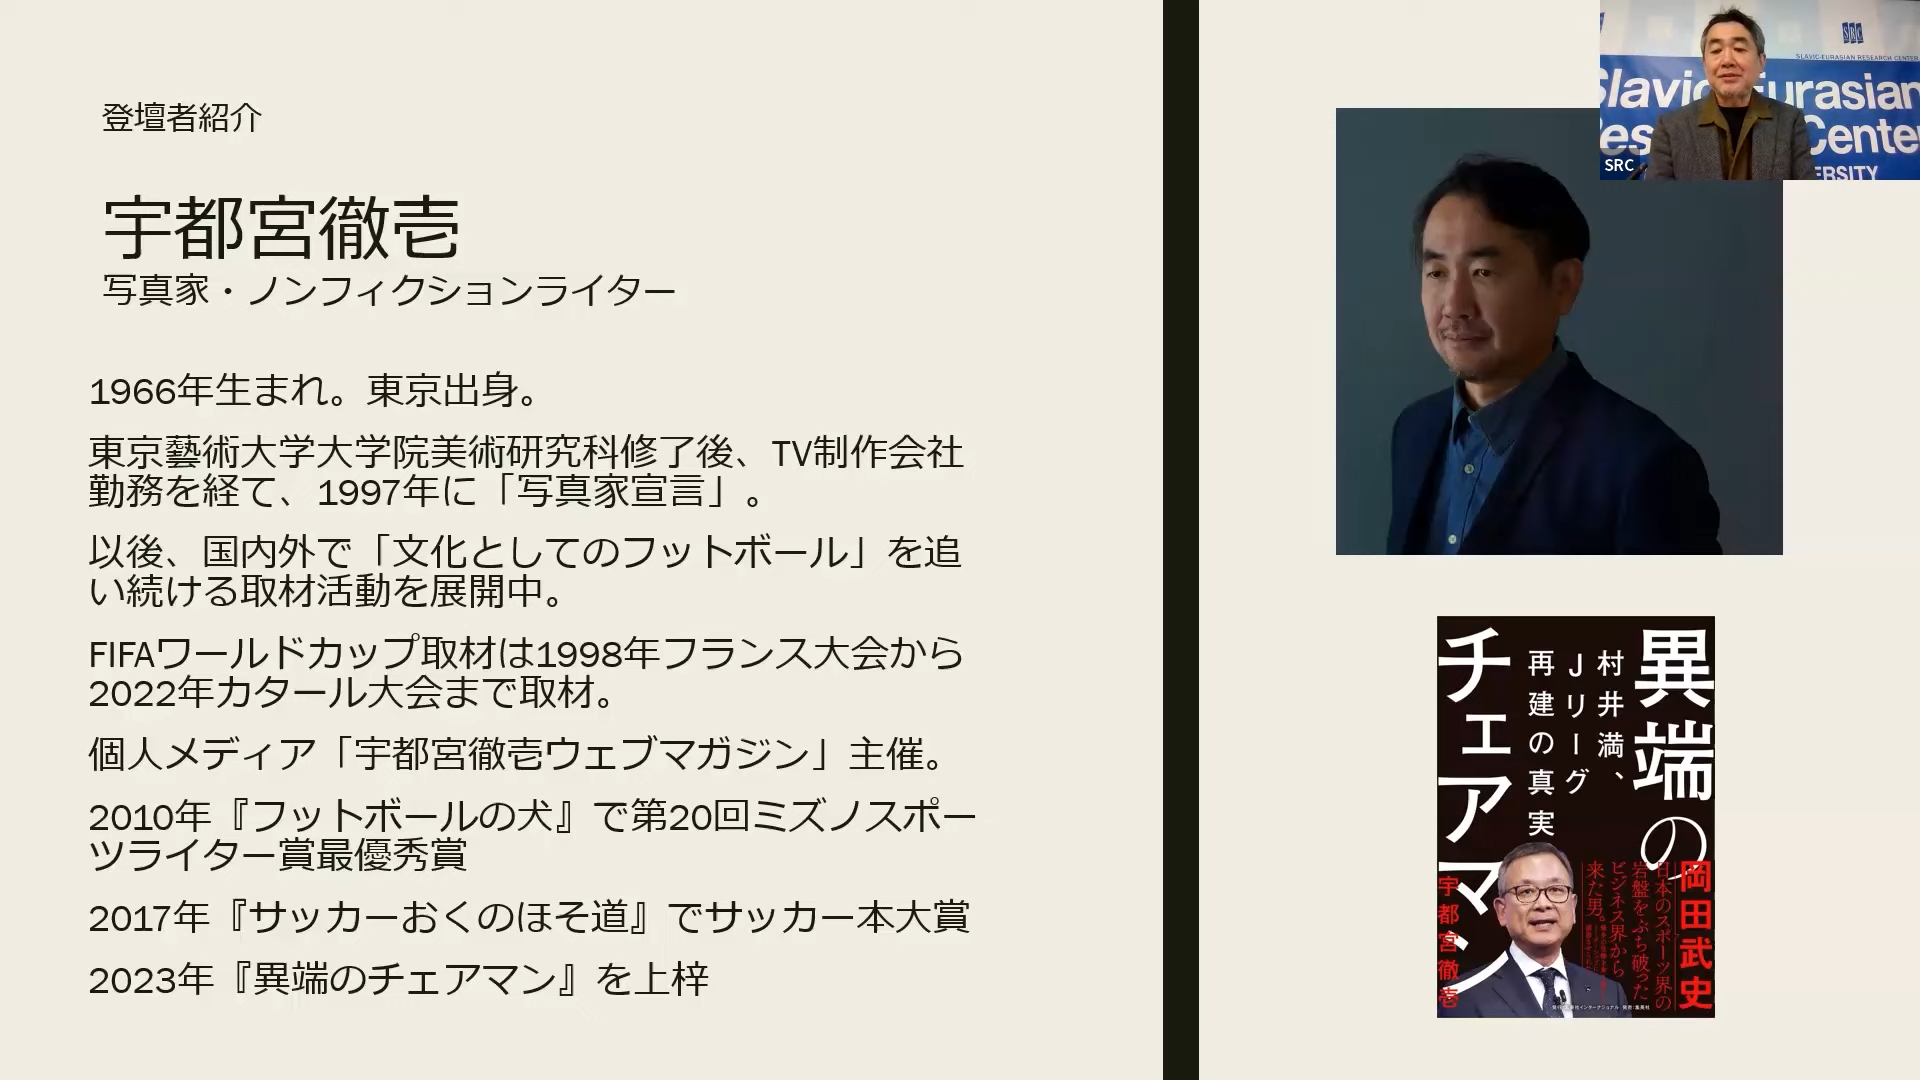 登壇者紹介
宇都宮徹壱
写真家・ノンフィクションライター
1966年生まれ。東京出身。
東京藝術大学大学院美術研究科修了後、TV制作会社
勤務を経て、1997年に「写真家宣言」。
以後、国内外で「文化としてのフットボール」を追
い続ける取材活動を展開中。
FIFAワールドカップ取材は1998年フランス大会から
2022年カタール大会まで取材。
個人メディア「宇都宮徹壱ウェブマガジン」主催。
2010年『フットボールの犬』で第20回ミズノスポー
ツライター賞最優秀賞
2017年『サッカーおくのほそ道』でサッカー本大賞
2023年『異端のチェアマン』を上梓
SRC
SLAVIC-EURASIAN RESEARCH CENTER
Slavic Eurasian
Res Center
ERSITY
SRC
異端の
チェアマン
村井満、
Jリーグ
再建の真実
岡田武史
日本のスポーツ界の
岩盤をぶち破った
ビジネス界から
来た男。
宇都宮徹壱